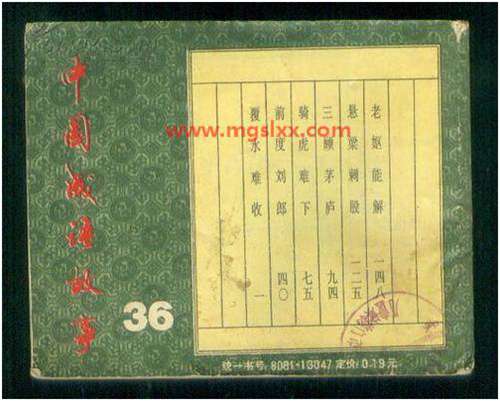 中国成语故事
36
老妪能解 一四八
悬梁刺股 一二五
三顾茅庐 九四
骑虎难下 七五
前度刘郎 四〇
覆水难收 一
www.mgslxx.com
统一书号: 8081·13047 定价: 0.19元